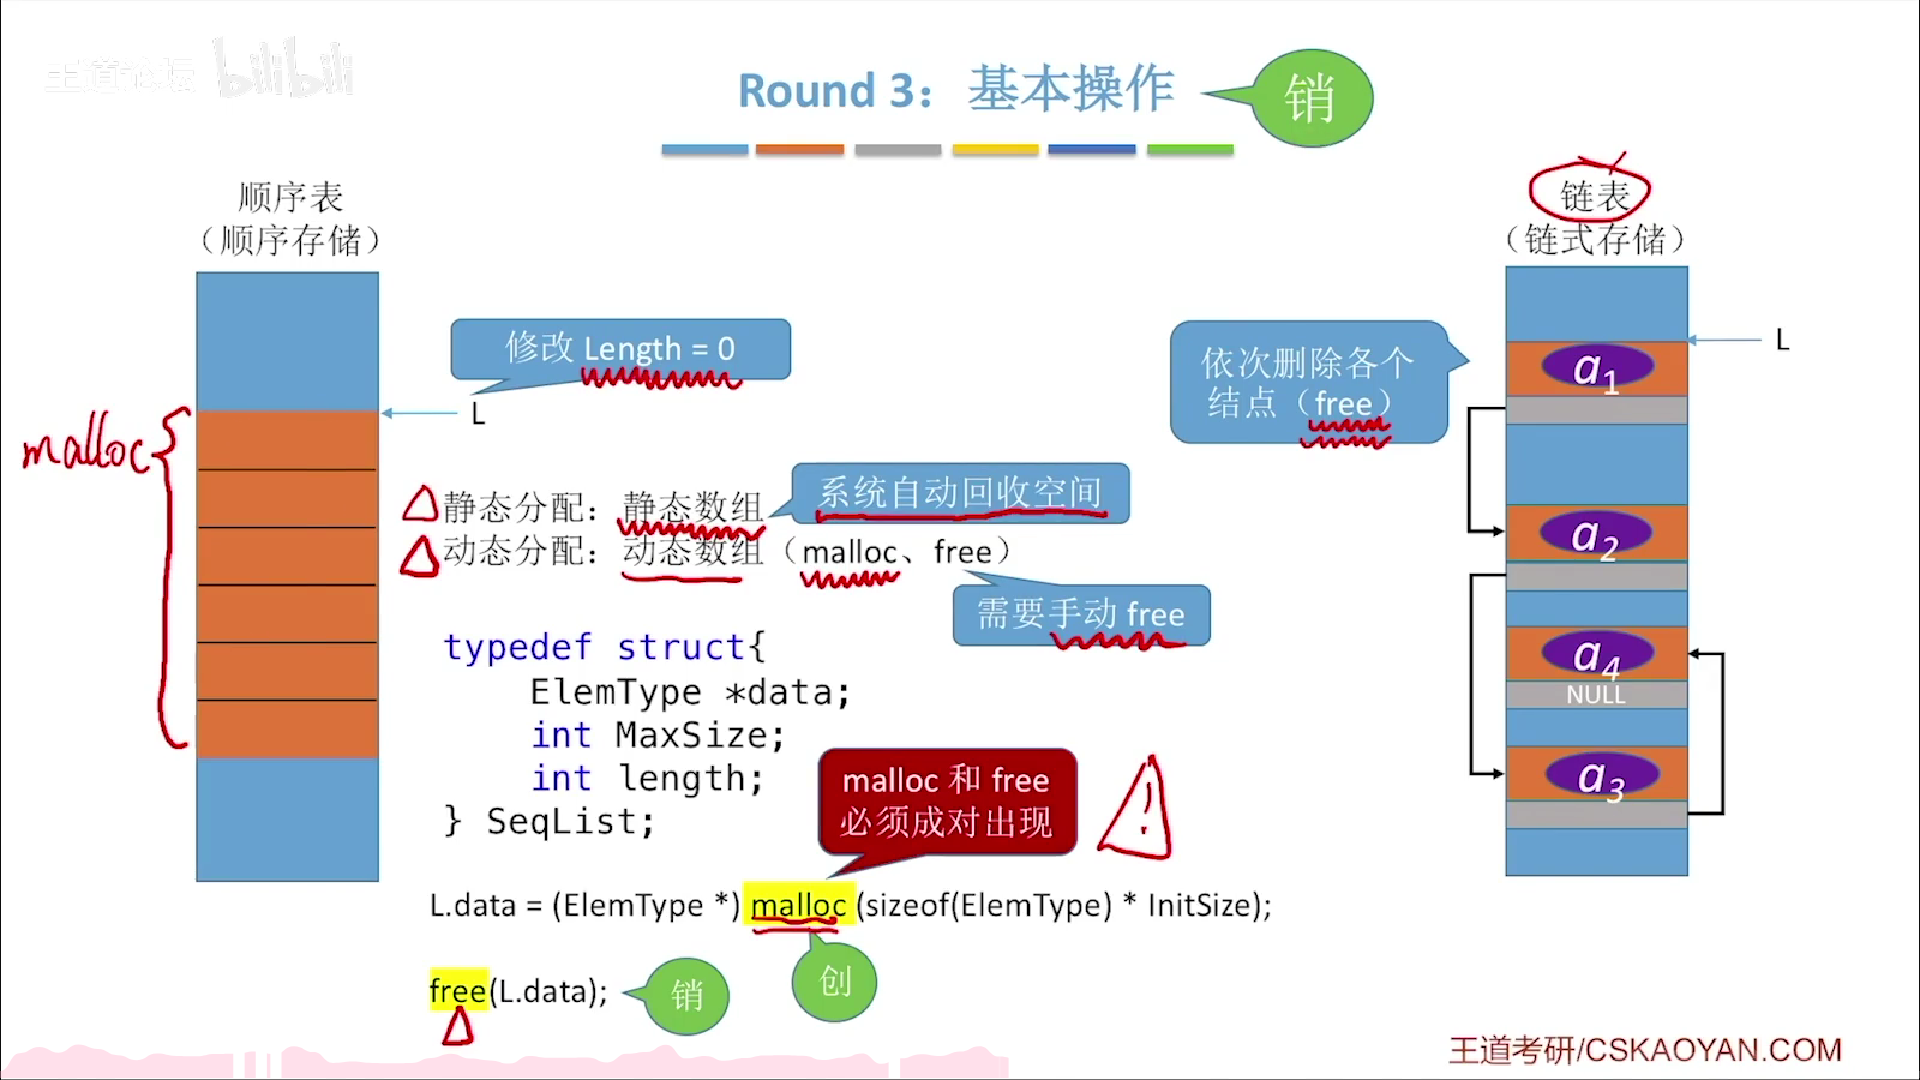 王道论坛 bilibili
Round 3：基本操作
销
顺序表
（顺序存储）
修改 Length = 0
L
malloc
静态分配：静态数组
系统自动回收空间
动态分配：动态数组（malloc、free）
需要手动 free
typedef struct{
ElemType *data;
int MaxSize;
int length;
} SeqList;
malloc 和 free
必须成对出现
!
L.data = (ElemType *) malloc (sizeof(ElemType) * InitSize);
创
free(L.data);
销
链表
（链式存储）
依次删除各个
结点（free）
L
a1
a2
a4
NULL
a3
王道考研/CSKAOYAN.COM